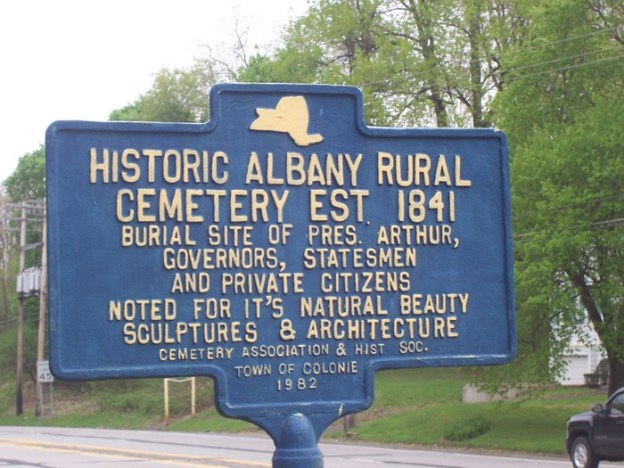 HISTORIC ALBANY RURAL
CEMETERY EST. 1841
BURIAL SITE OF PRES. ARTHUR,
GOVERNORS, STATESMEN
AND PRIVATE CITIZENS
NOTED FOR IT'S NATURAL BEAUTY
SCULPTURES & ARCHITECTURE
CEMETERY ASSOCIATION & HIST SOC.
TOWN OF COLONIE
1982
45